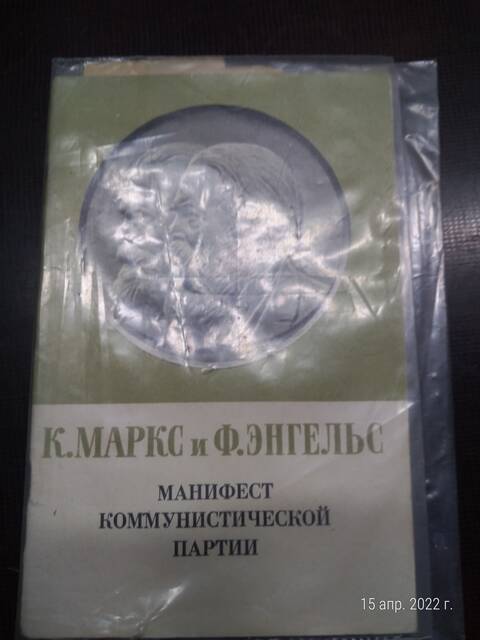 К. МАРКС и Ф. ЭНГЕЛЬС
МАНИФЕСТ
КОММУНИСТИЧЕСКОЙ
ПАРТИИ
15 апр. 2022 г.